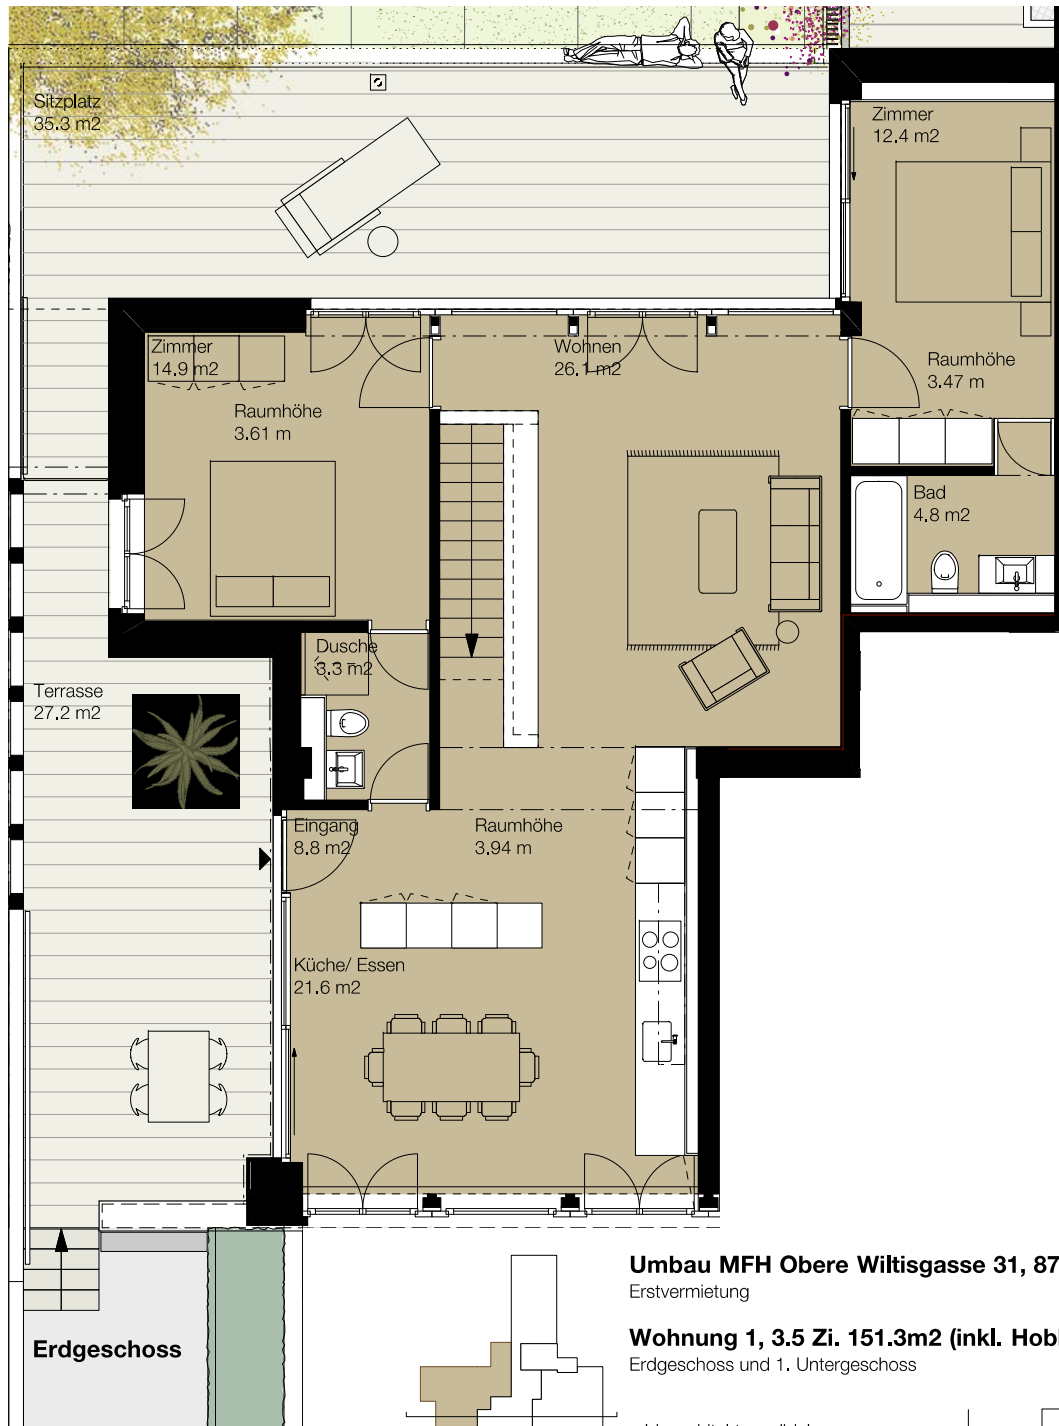 Sitzplatz
35.3 m2
Zimmer
12.4 m2
Zimmer
14.9 m2
Wohnen
26.1 m2
Raumhöhe
3.47 m
Raumhöhe
3.61 m
Bad
4.8 m2
Dusche
3.3 m2
Terrasse
27.2 m2
Eingang
8.8 m2
Raumhöhe
3.94 m
Küche/ Essen
21.6 m2
Umbau MFH Obere Wiltisgasse 31, 87
Erstvermietung
Erdgeschoss
Wohnung 1, 3.5 Zi. 151.3m2 (inkl.
Erdgeschoss und 1. Untergeschoss